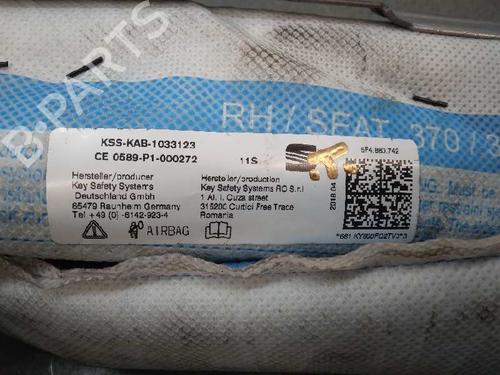 B-PARTS
RH / SEAT 370
KSS-KAB-1033123
CE 0589-P1-000272
11S
5F4.880.742
Hersteller/producer
Key Safety Systems
Deutschland GmbH
65479 Raunheim Germany
Tel +49 (0) -6142-923-4
AIRBAG
Hersteller/production
Key Safety Systems RO S.r.l
1 Al. I. Cuza street
315200 Curtici Free Trace
Romania
2018.04